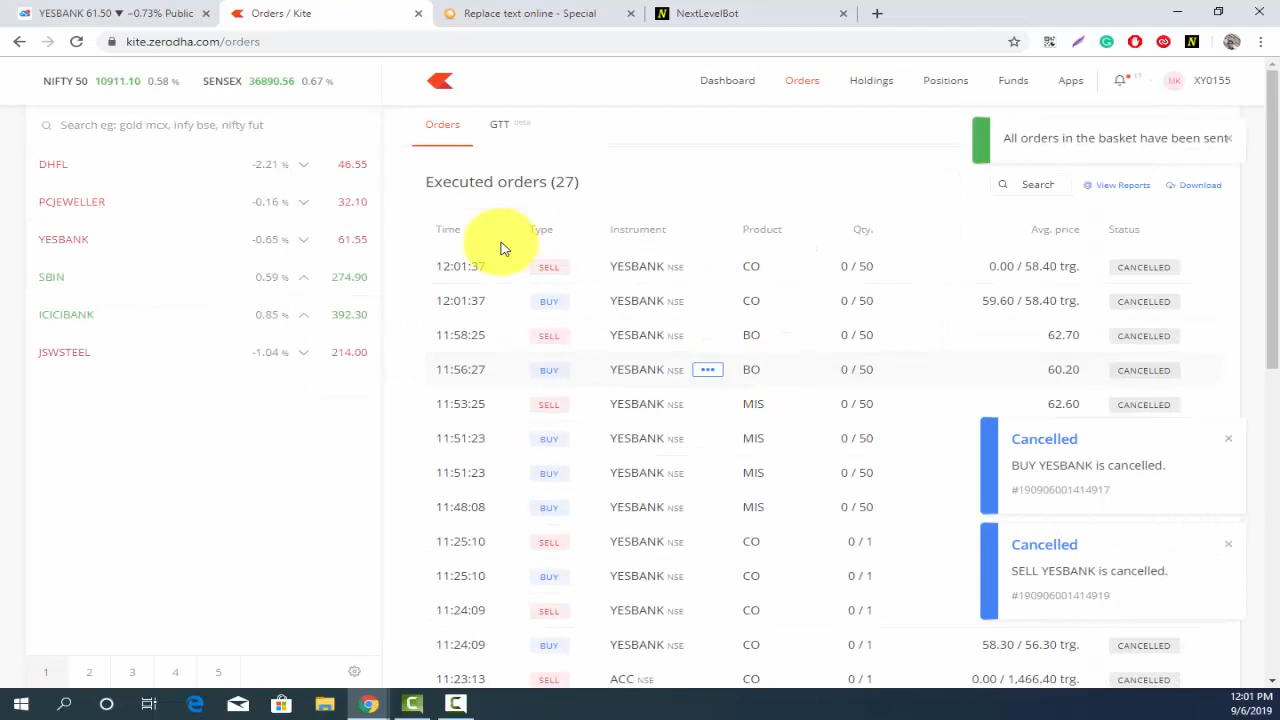 YESBANK 61.50 ▼ −0.73% Public
Orders / Kite
Replace text online - Special
NextLevelBot
kite.zerodha.com/orders
NIFTY 50 10911.10 0.58 % SENSEX 36890.56 0.67 %
Dashboard Orders Holdings Positions Funds Apps 17 MK XY0155
Search eg: gold mcx, infy bse, nifty fut
DHFL -2.21 % 46.55
PCJEWELLER -0.16 % 32.10
YESBANK -0.65 % 61.55
SBIN 0.59 % 274.90
ICICIBANK 0.85 % 392.30
JSWSTEEL -1.04 % 214.00
1 2 3 4 5
Orders GTT beta
All orders in the basket have been sent
Executed orders (27)
Search View Reports Download
Time Type Instrument Product Qty. Avg. price Status
12:01:37 SELL YESBANK NSE CO 0 / 50 0.00 / 58.40 trg. CANCELLED
12:01:37 BUY YESBANK NSE CO 0 / 50 59.60 / 58.40 trg. CANCELLED
11:58:25 SELL YESBANK NSE BO 0 / 50 62.70 CANCELLED
11:56:27 BUY YESBANK NSE ••• BO 0 / 50 60.20 CANCELLED
11:53:25 SELL YESBANK NSE MIS 0 / 50 62.60 CANCELLED
11:51:23 BUY YESBANK NSE MIS 0 / 50
11:51:23 BUY YESBANK NSE MIS 0 / 50
11:48:08 BUY YESBANK NSE MIS 0 / 50
11:25:10 SELL YESBANK NSE CO 0 / 1
11:25:10 BUY YESBANK NSE CO 0 / 1
11:24:09 SELL YESBANK NSE CO 0 / 1
11:24:09 BUY YESBANK NSE CO 0 / 1 58.30 / 56.30 trg. CANCELLED
11:23:13 SELL ACC NSE CO 0 / 1 0.00 / 1,466.40 trg. CANCELLED
Cancelled
BUY YESBANK is cancelled.
#190906001414917
Cancelled
SELL YESBANK is cancelled.
#190906001414919
12:01 PM
9/6/2019